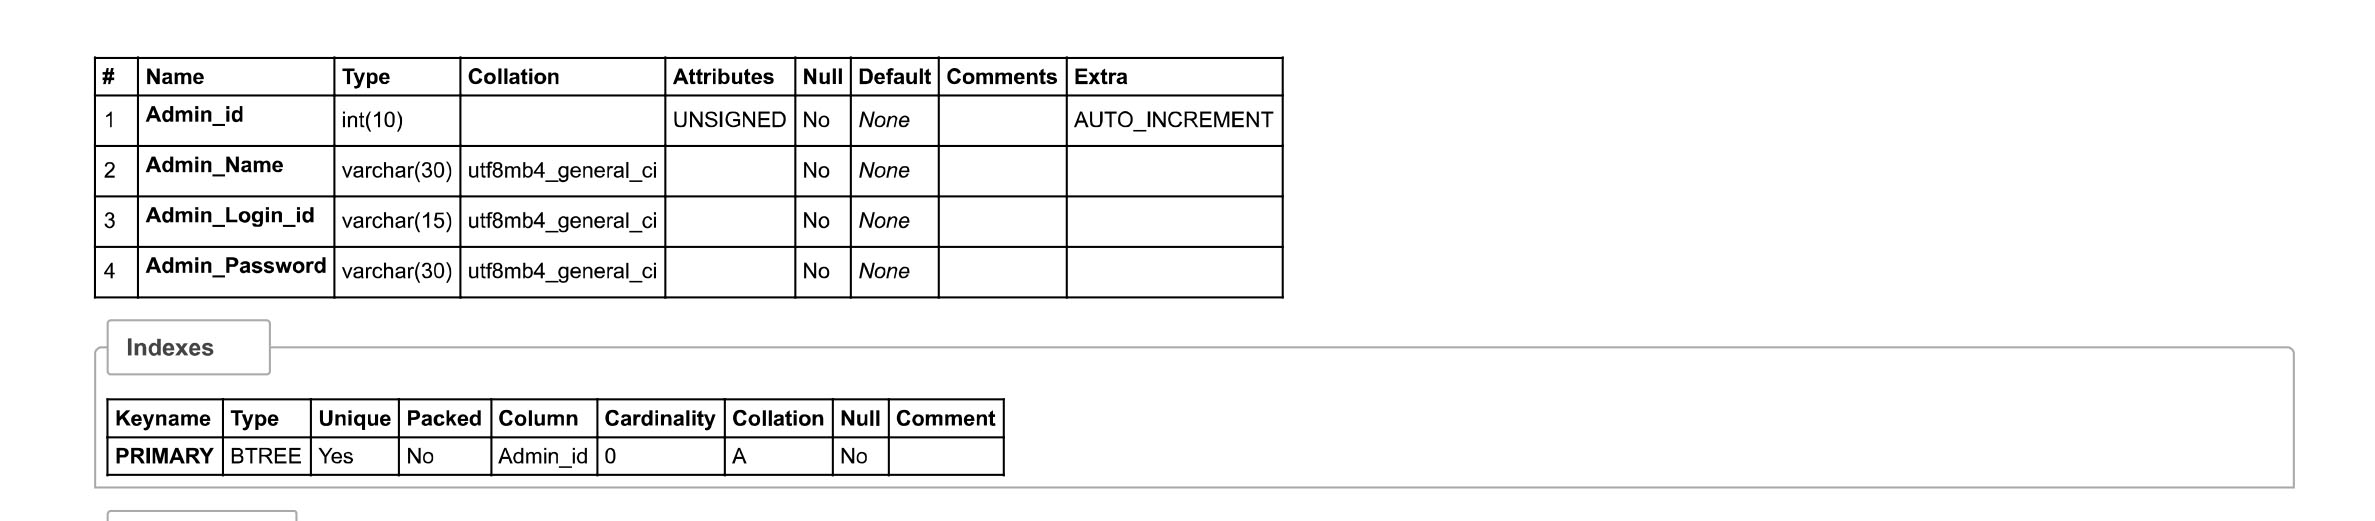 # Name Type Collation Attributes Null Default Comments Extra
1 Admin_id int(10) UNSIGNED No None AUTO_INCREMENT
2 Admin_Name varchar(30) utf8mb4_general_ci No None
3 Admin_Login_id varchar(15) utf8mb4_general_ci No None
4 Admin_Password varchar(30) utf8mb4_general_ci No None
Indexes
Keyname Type Unique Packed Column Cardinality Collation Null Comment
PRIMARY BTREE Yes No Admin_id 0 A No